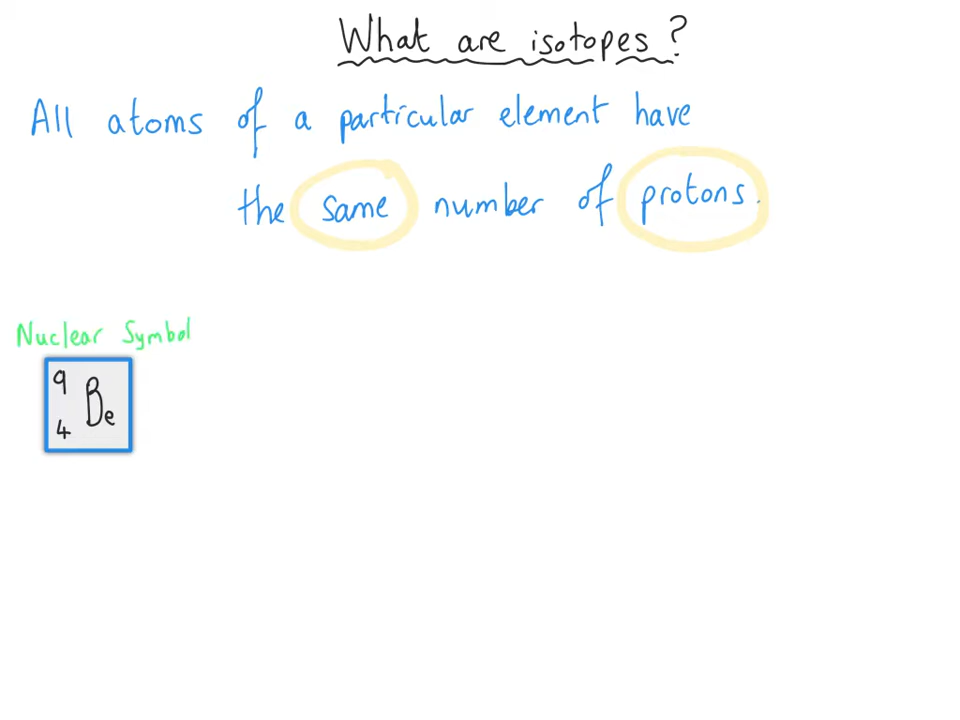 What are isotopes?
All atoms of a particular element have
the same number of protons.
Nuclear Symbol
9
Be
4